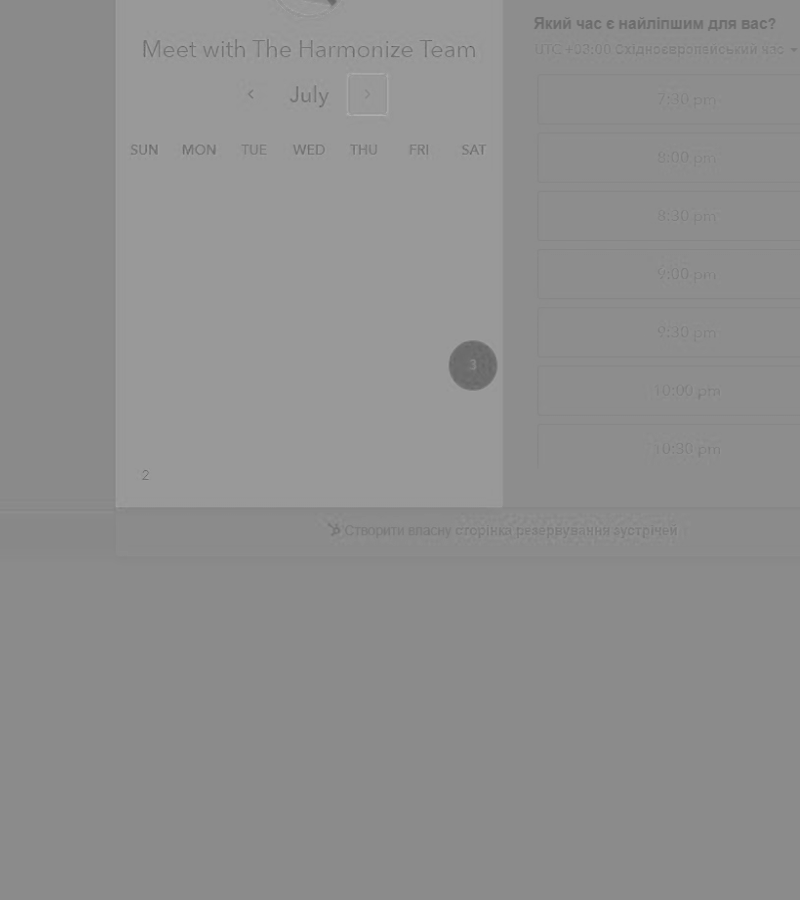 Meet with The Harmonize Team
July
SUN MON TUE WED THU FRI SAT
3
2
Який час є найліпшим для вас?
UTC +03:00 Східноєвропейський час
7:30 pm
8:00 pm
8:30 pm
9:00 pm
9:30 pm
10:00 pm
10:30 pm
Створити власну сторінка резервування зустрічей